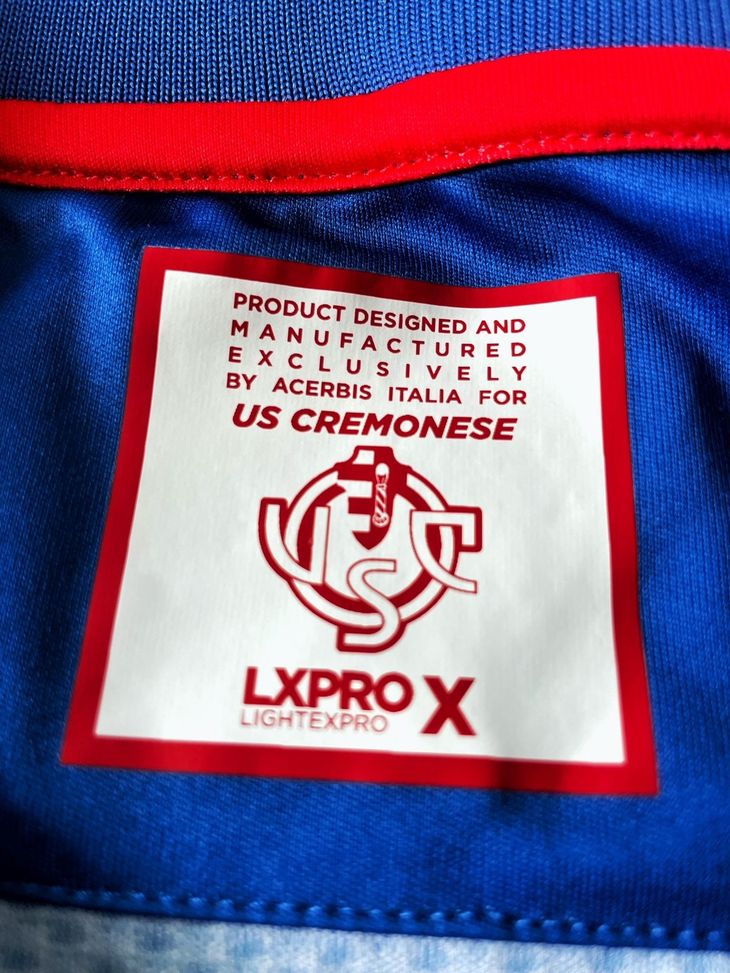 PRODUCT DESIGNED AND
MANUFACTURED
EXCLUSIVELY
BY ACERBIS ITALIA FOR
US CREMONESE
USC
LXPRO X
LIGHTEXPRO